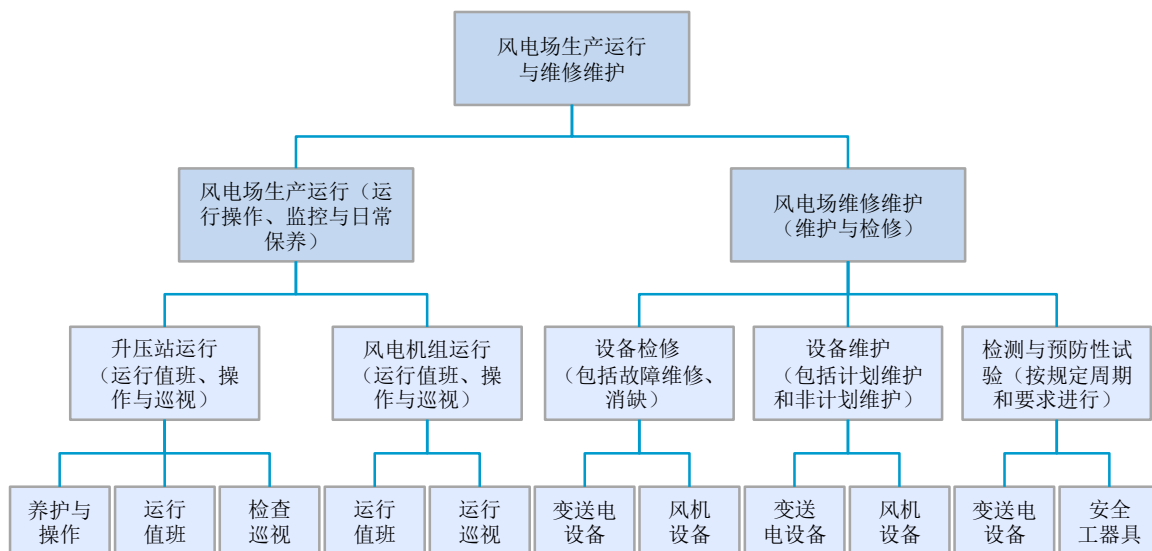 风电场生产运行
与维修维护
风电场生产运行（运
行操作、监控与日常
保养）
风电场维修维护
（维护与检修）
升压站运行
（运行值班、操
作与巡视）
风电机组运行
（运行值班、操
作与巡视）
设备检修
（包括故障维修、
消缺）
设备维护
（包括计划维护
和非计划维护）
检测与预防性试
验（按规定周期
和要求进行）
养护与
操作
运行
值班
检查
巡视
运行
值班
运行
巡视
变送电
设备
风机
设备
变送
电设备
风机
设备
变送电
设备
安全
工器具